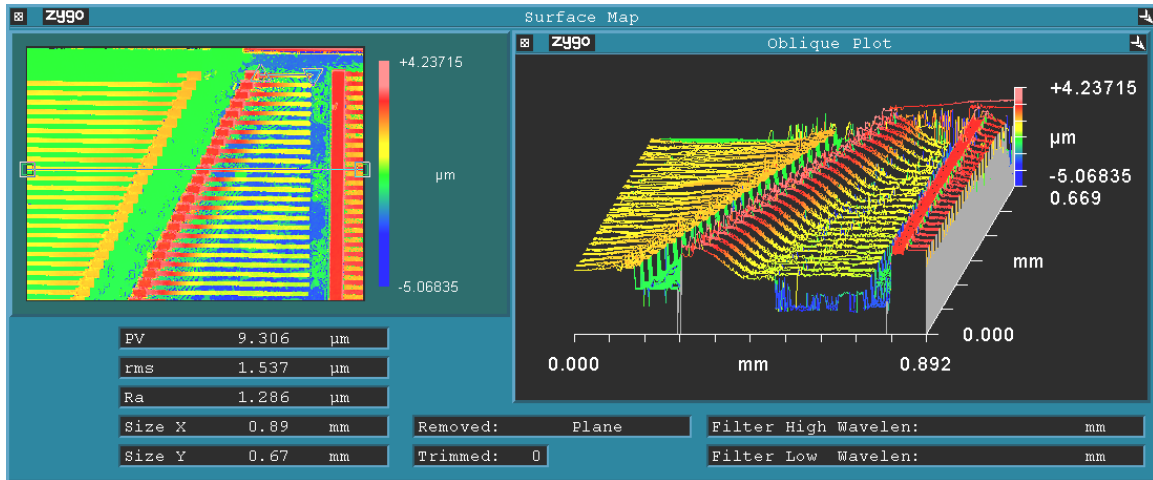 zygo Surface Map
+4.23715
µm
-5.06835
zygo Oblique Plot
+4.23715
µm
-5.06835
0.669
mm
0.000
0.000 mm 0.892
PV 9.306 µm
rms 1.537 µm
Ra 1.286 µm
Size X 0.89 mm
Size Y 0.67 mm
Removed: Plane
Trimmed: 0
Filter High Wavelen: mm
Filter Low Wavelen: mm